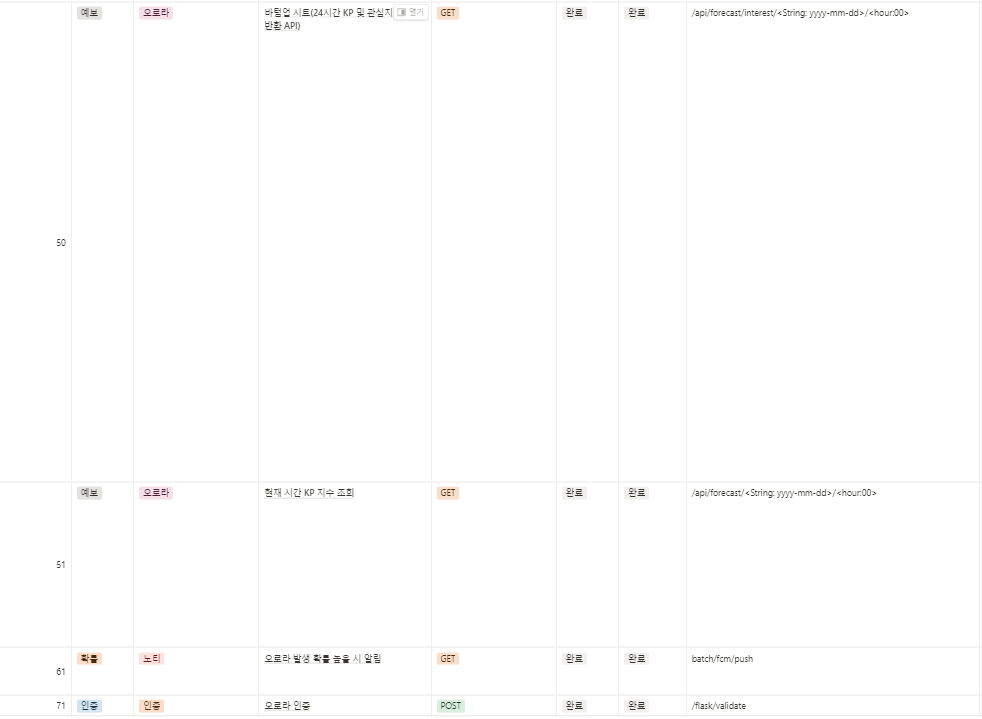 예보 오로라 바텀업 시트(24시간 KP 및 관심지 열기 GET 완료 완료 /api/forecast/interest/<String: yyyy-mm-dd>/<hour:00>
반환 API)
50
예보 오로라 현재 시간 KP 지수 조회 GET 완료 완료 /api/forecast/<String: yyyy-mm-dd>/<hour:00>
51
확률 노티 오로라 발생 확률 높을 시 알림 GET 완료 완료 batch/fcm/push
61
71 인증 인증 오로라 인증 POST 완료 완료 /flask/validate